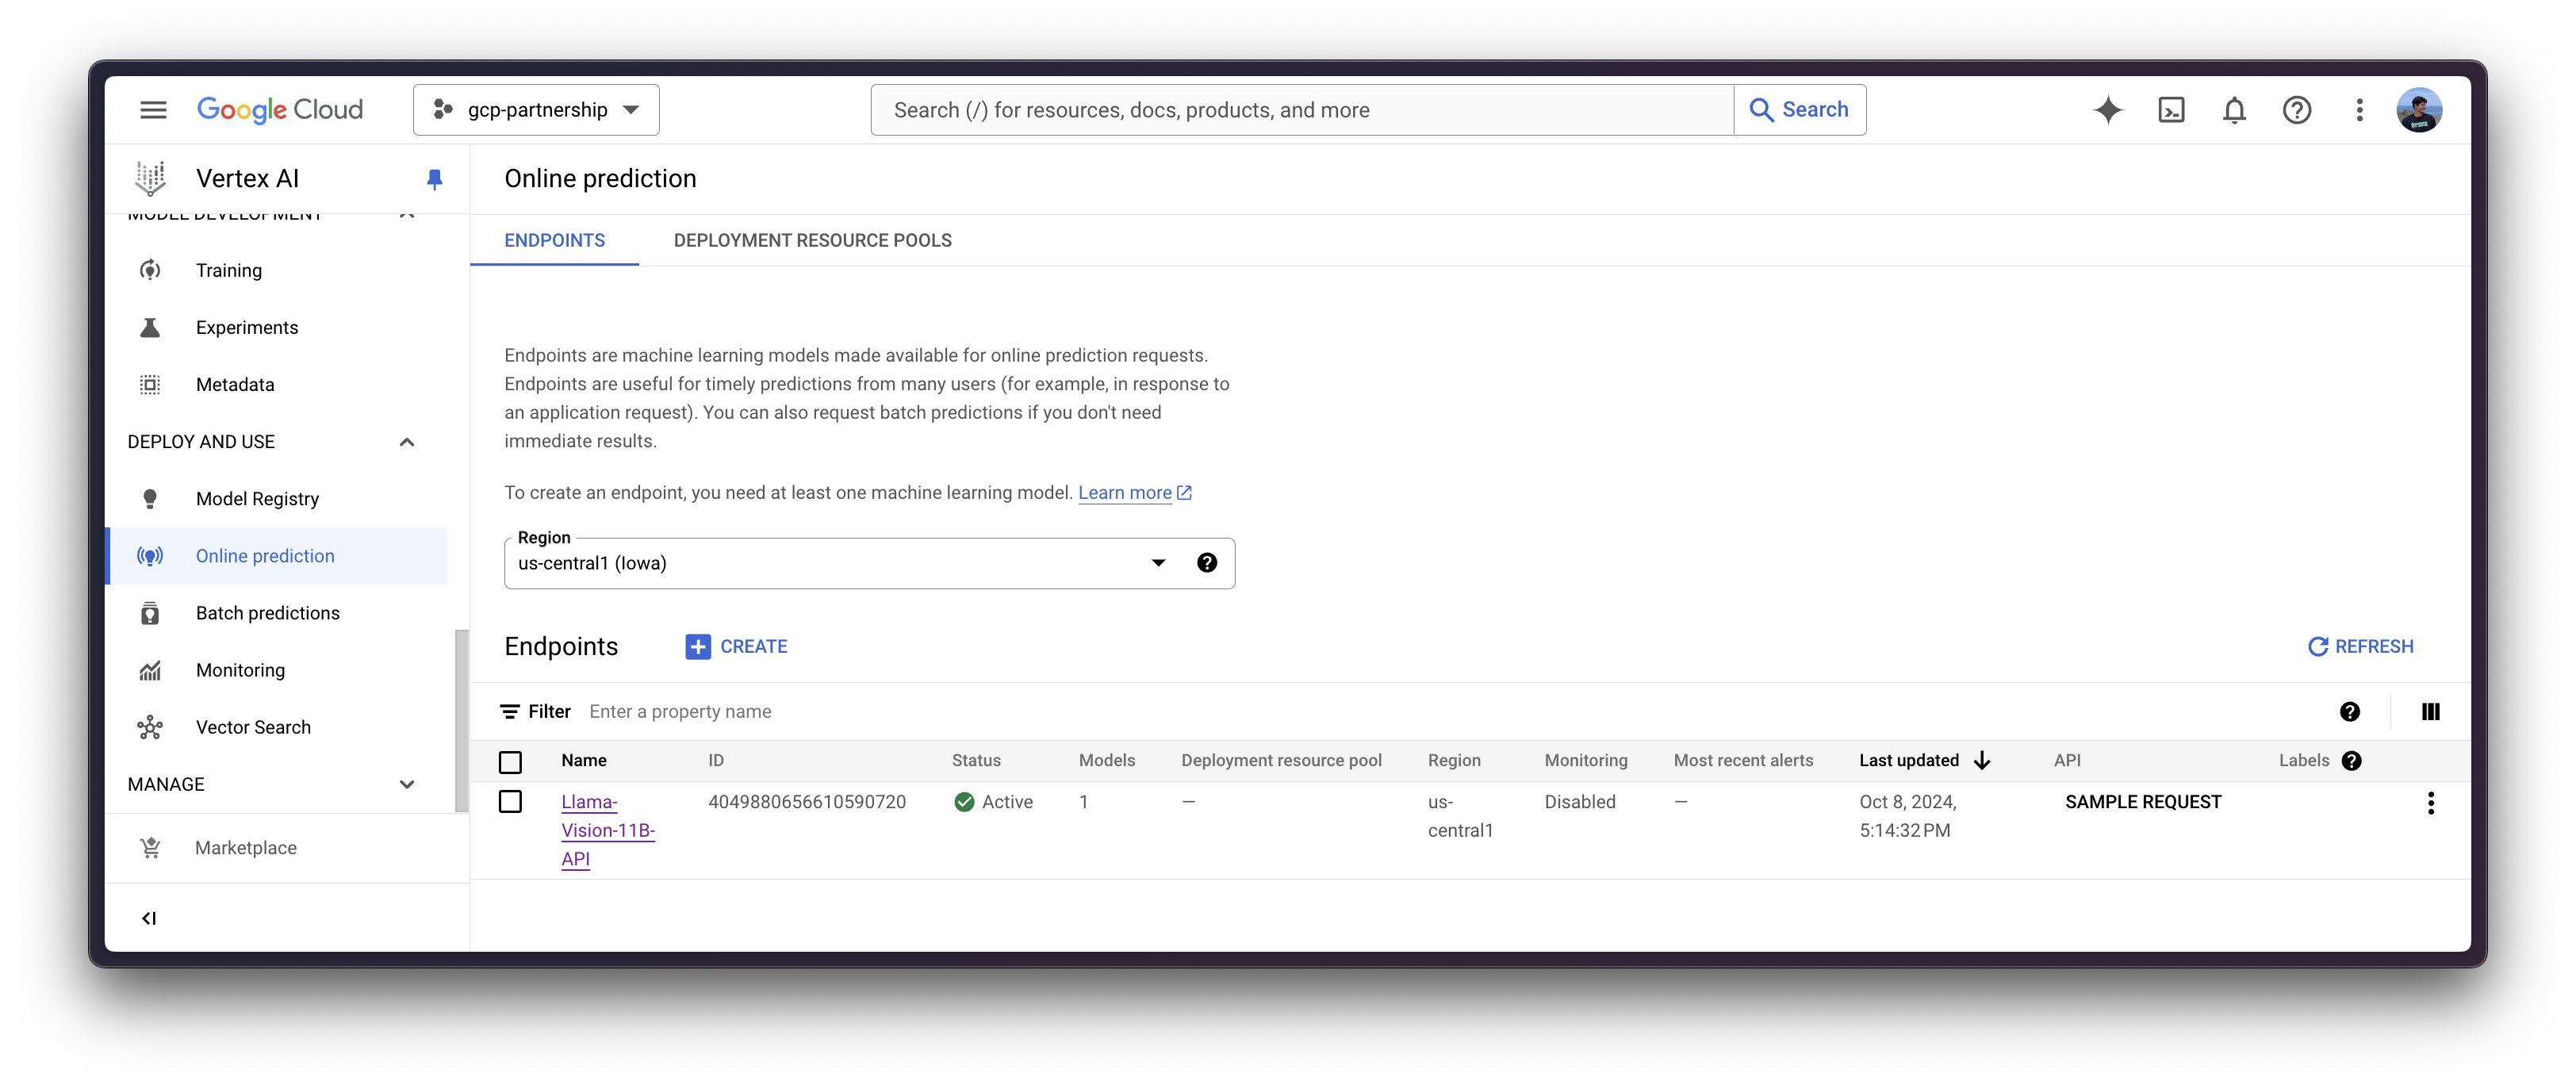 Google Cloud
gcp-partnership
Search (/) for resources, docs, products, and more
Search
Vertex AI
Online prediction
MODEL DEVELOPMENT
Training
Experiments
Metadata
DEPLOY AND USE
Model Registry
Online prediction
Batch predictions
Monitoring
Vector Search
MANAGE
Marketplace
ENDPOINTS
DEPLOYMENT RESOURCE POOLS
Endpoints are machine learning models made available for online prediction requests.
Endpoints are useful for timely predictions from many users (for example, in response to
an application request). You can also request batch predictions if you don't need
immediate results.
To create an endpoint, you need at least one machine learning model. Learn more
Region
us-central1 (Iowa)
Endpoints
CREATE
REFRESH
Filter Enter a property name
Name ID Status Models Deployment resource pool Region Monitoring Most recent alerts Last updated API Labels
Llama- 4049880656610590720 Active 1 — us- Disabled — Oct 8, 2024, SAMPLE REQUEST
Vision-11B- central1 5:14:32 PM
API